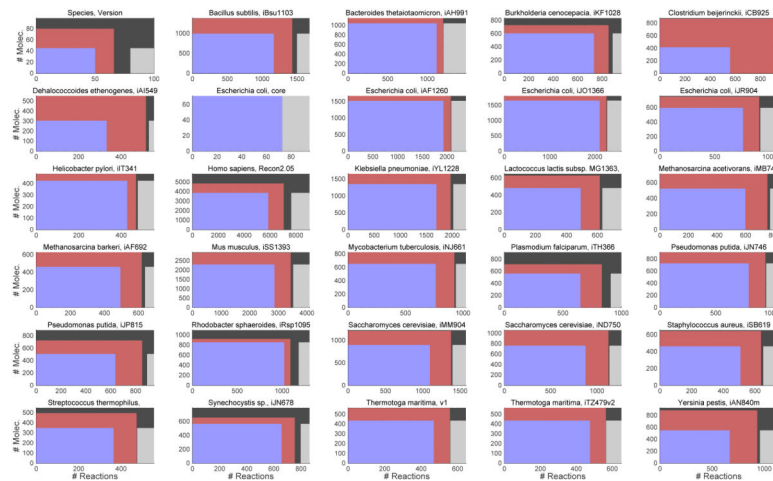 Species, Version
Bacillus subtilis, iBsu1103
Bacteroides thetaiotaomicron, iAH991
Burkholderia cenocepacia, iKF1028
Clostridium beijerinckii, iCB925
# Molec.
80
60
40
20
0
0 50 100
1000
500
0
500 1000 1500
1000
800
600
400
200
0
500 1000
800
600
400
200
0
0 200 400 600 800
800
600
400
200
0
0 500
Dehalococcoides ethenogenes, iAI549
Escherichia coli, core
Escherichia coli, iAF1260
Escherichia coli, iJO1366
Escherichia coli, iJR904
# Molec.
500
400
300
200
100
0
0 200 400
60
40
20
0
0 50
1500
1000
500
0
0 500 1000 1500 2000
1500
1000
500
0
0 1000 2000
800
600
400
200
0
0 500 1000
Helicobacter pylori, iIT341
Homo sapiens, Recon2.05
Klebsiella pneumoniae, iYL1228
Lactococcus lactis subsp. MG1363,
Methanosarcina acetivorans, iMB74
# Molec.
400
300
200
100
0
0 200 400
5000
4000
3000
2000
1000
0
0 2000 4000 6000 8000
1500
1000
500
0
0 500 1000 1500 2000
600
400
200
0
0 200 400 600
600
400
200
0
0 200 400 600 800
Methanosarcina barkeri, iAF692
Mus musculus, iSS1393
Mycobacterium tuberculosis, iNJ661
Plasmodium falciparum, iTH366
Pseudomonas putida, iJN746
# Molec.
600
400
200
0
0 200 400 600
2500
2000
1500
1000
500
0
0 1000 2000 3000 4000
800
600
400
200
0
0 500 1000
800
600
400
200
0
0 500 1000
800
600
400
200
0
0 500 1000
Pseudomonas putida, iJP815
Rhodobacter sphaeroides, iRsp1095
Saccharomyces cerevisiae, iMM904
Saccharomyces cerevisiae, iND750
Staphylococcus aureus, iSB619
# Molec.
800
600
400
200
0
0 200 400 600 800
1000
800
600
400
200
0
0 500 1000
1000
500
0
0 500 1000 1500
1000
800
600
400
200
0
0 500 1000
600
400
200
0
0 200 400 600
Streptococcus thermophilus,
Synechocystis sp., iJN678
Thermotoga maritima, v1
Thermotoga maritima, iTZ479v2
Yersinia pestis, iAN840m
# Molec.
400
200
0
0 200 400
600
400
200
0
0 200 400 600 800
400
200
0
0 200 400 600
400
200
0
0 200 400 600
800
600
400
200
0
0 500 1000
# Reactions
# Reactions
# Reactions
# Reactions
# Reactions